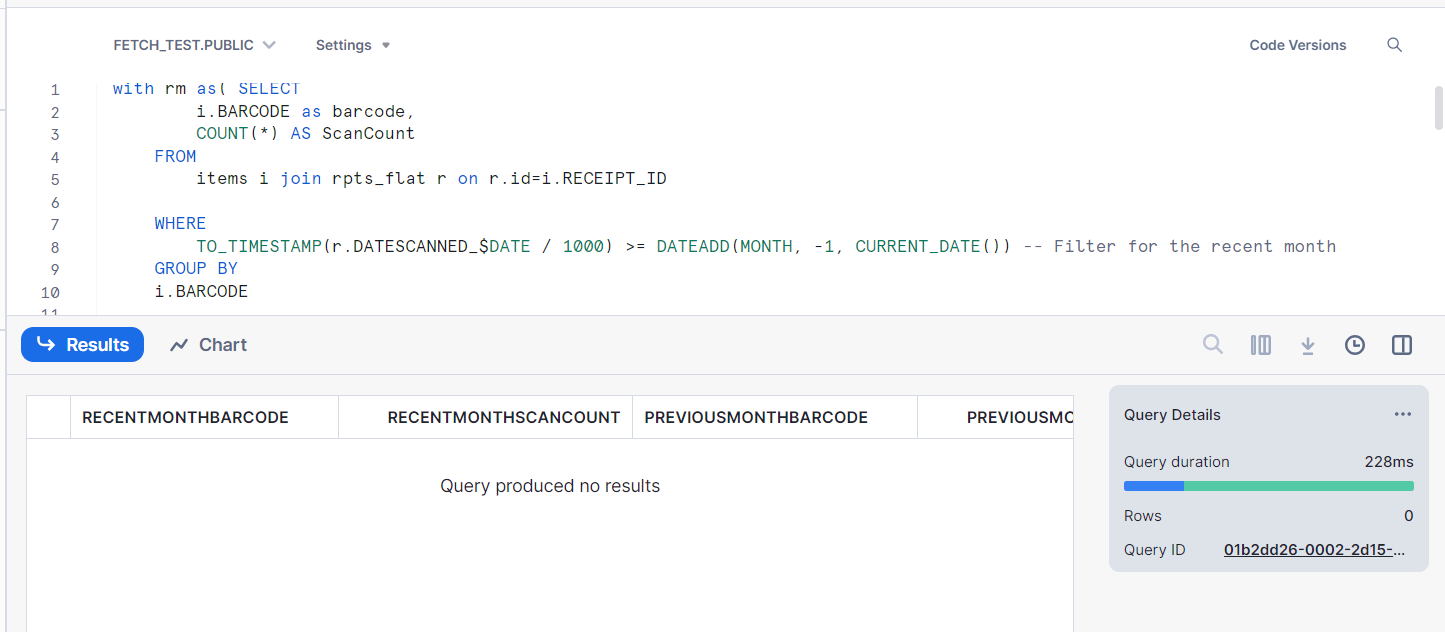 FETCH_TEST.PUBLIC Settings Code Versions
1 with rm as( SELECT
2 i.BARCODE as barcode,
3 COUNT(*) AS ScanCount
4 FROM
5 items i join rpts_flat r on r.id=i.RECEIPT_ID
6
7 WHERE
8 TO_TIMESTAMP(r.DATESCANNED_$DATE / 1000) >= DATEADD(MONTH, -1, CURRENT_DATE()) -- Filter for the recent month
9 GROUP BY
10 i.BARCODE
11
Results Chart
RECENTMONTHBARCODE RECENTMONTHSCANCOUNT PREVIOUSMONTHBARCODE PREVIOUSMO
Query produced no results
Query Details ...
Query duration 228ms
Rows 0
Query ID 01b2dd26-0002-2d15-...